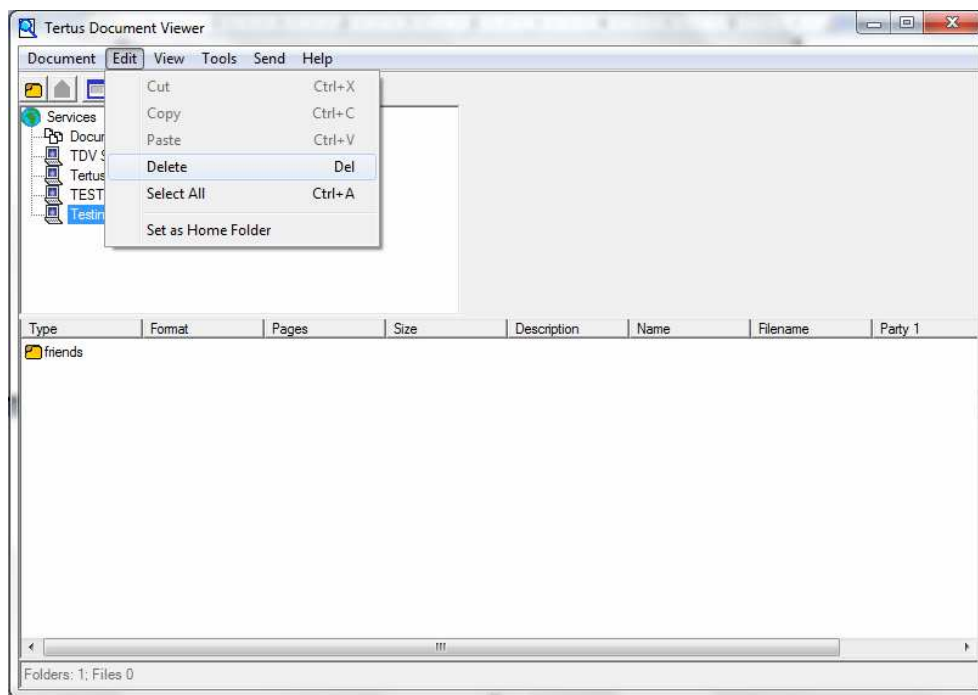 Tertus Document Viewer
Document Edit View Tools Send Help
Cut Ctrl+X
Copy Ctrl+C
Paste Ctrl+V
Delete Del
Select All Ctrl+A
Set as Home Folder
Services
TDV
Tertus
TEST
Type Format Pages Size Description Name Filename Party 1
friends
Folders: 1; Files 0